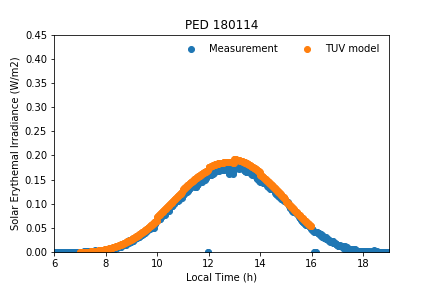 PED 180114
Measurement
TUV model
Solar Erythemal Irradiance (W/m2)
0.45
0.40
0.35
0.30
0.25
0.20
0.15
0.10
0.05
0.00
6 8 10 12 14 16 18
Local Time (h)